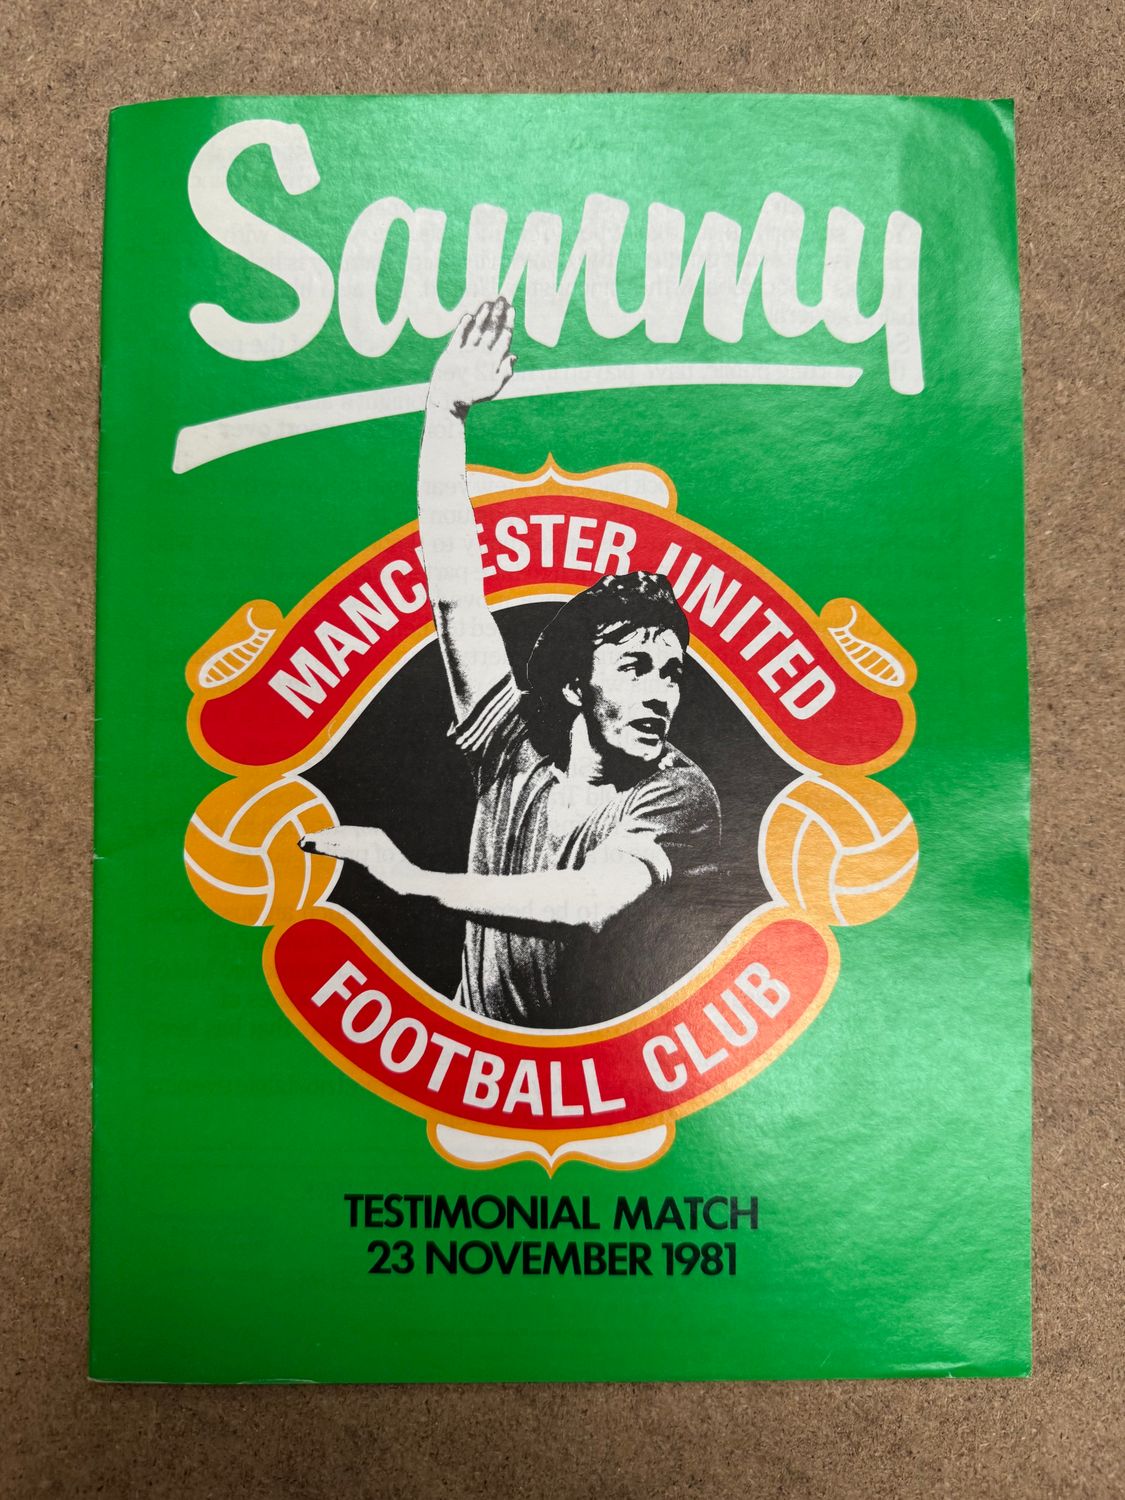 Sammy
MANCHESTER UNITED
FOOTBALL CLUB
TESTIMONIAL MATCH
23 NOVEMBER 1981